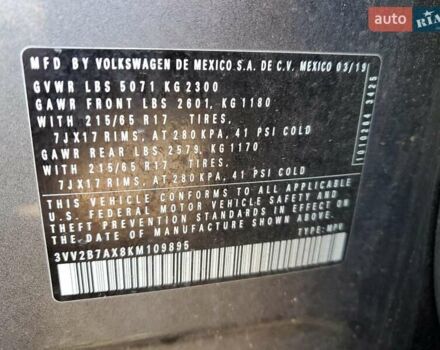 AUTO.RIA
MFD BY VOLKSWAGEN DE MEXICO S.A. DE C.V. MEXICO 03/19
GVWR LBS 5071 KG 2300
GAWR FRONT LBS 2601, KG 1180
WITH 215/65 R17 TIRES,
7JX17 RIMS, AT 280 KPA, 41 PSI COLD
GAWR REAR LBS 2579, KG 1170
WITH 215/65 R17 TIRES,
7JX17 RIMS, AT 280 KPA, 41 PSI COLD
THIS VEHICLE CONFORMS TO ALL APPLICABLE
U.S. FEDERAL MOTOR VEHICLE SAFETY AND
THEFT PREVENTION STANDARDS IN EFFECT ON
THE DATE OF MANUFACTURE SHOWN ABOVE.
3VV2B7AX8KM109895
TYPE: MPV
1010204 3425